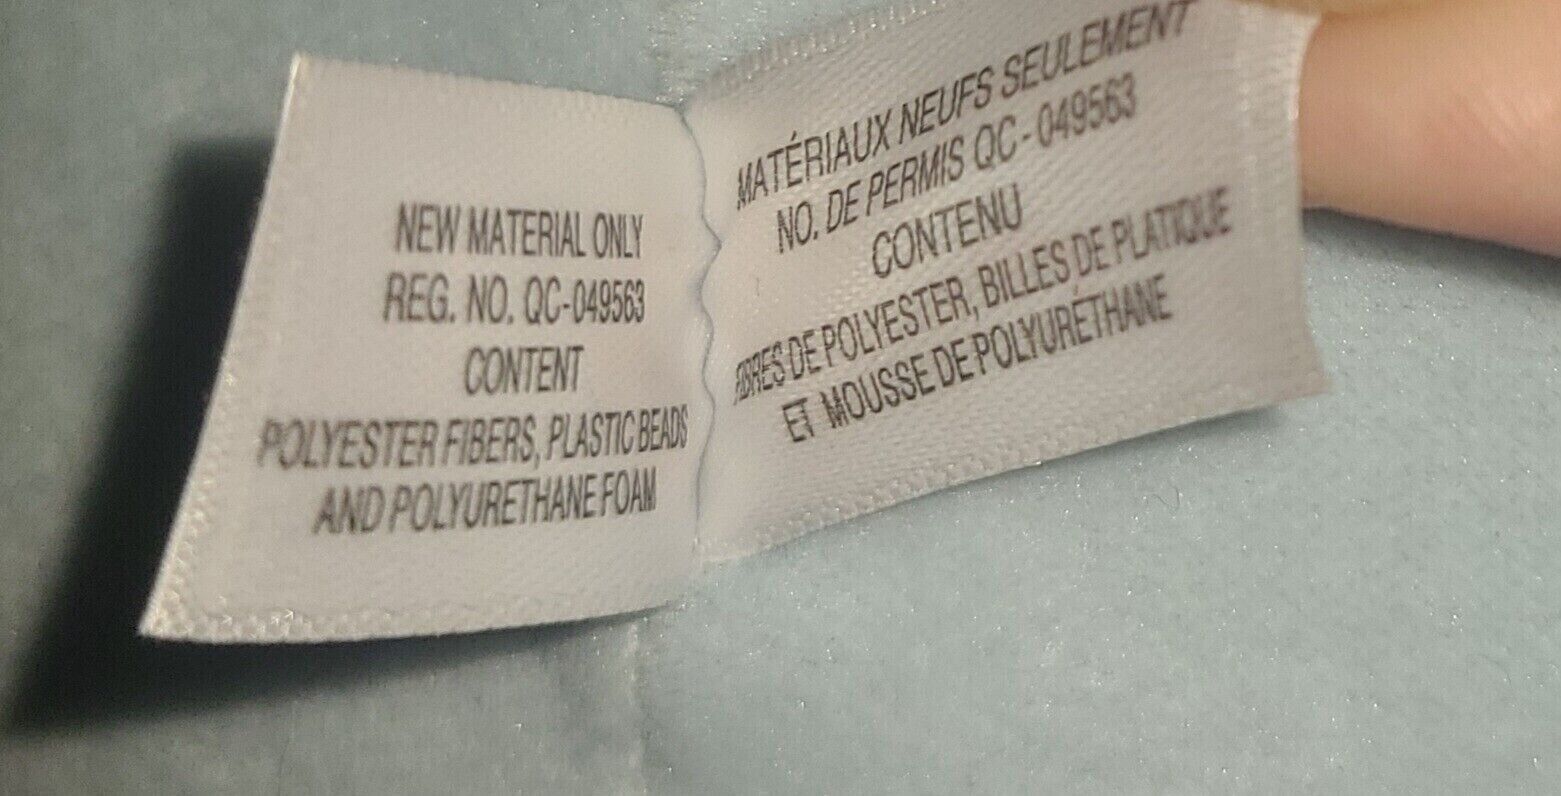 NEW MATERIAL ONLY
REG. NO. QC-049563
CONTENT
POLYESTER FIBERS, PLASTIC BEADS
AND POLYURETHANE FOAM
MATÉRIAUX NEUFS SEULEMENT
NO. DE PERMIS QC - 049563
CONTENU
FIBRES DE POLYESTER, BILLES DE PLATIQUE
ET MOUSSE DE POLYURÉTHANE